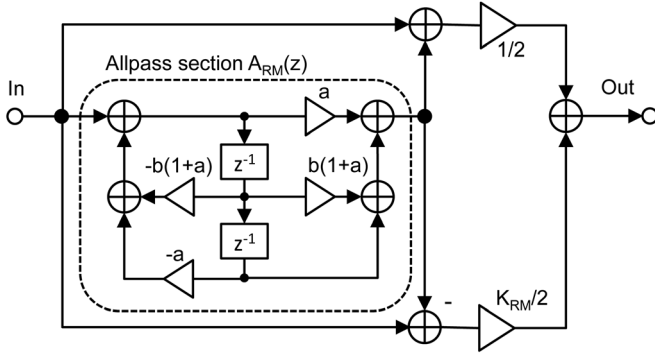 1/2
In
Allpass section A_RM(z)
Out
a
z⁻¹
-b(1+a)
b(1+a)
z⁻¹
-a
-
K_RM/2